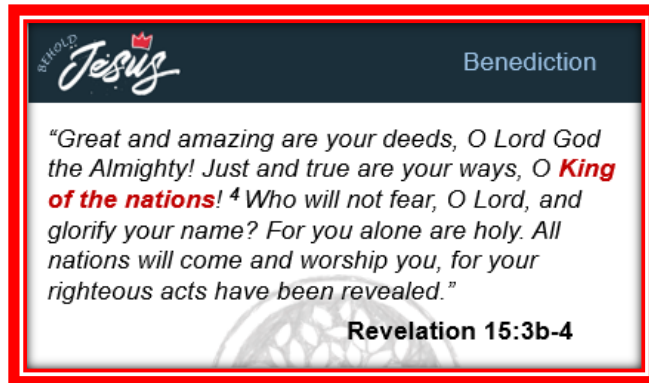 BEHOLD
Jesus
Benediction
“Great and amazing are your deeds, O Lord God
the Almighty! Just and true are your ways, O King
of the nations! ⁴ Who will not fear, O Lord, and
glorify your name? For you alone are holy. All
nations will come and worship you, for your
righteous acts have been revealed.”
Revelation 15:3b-4